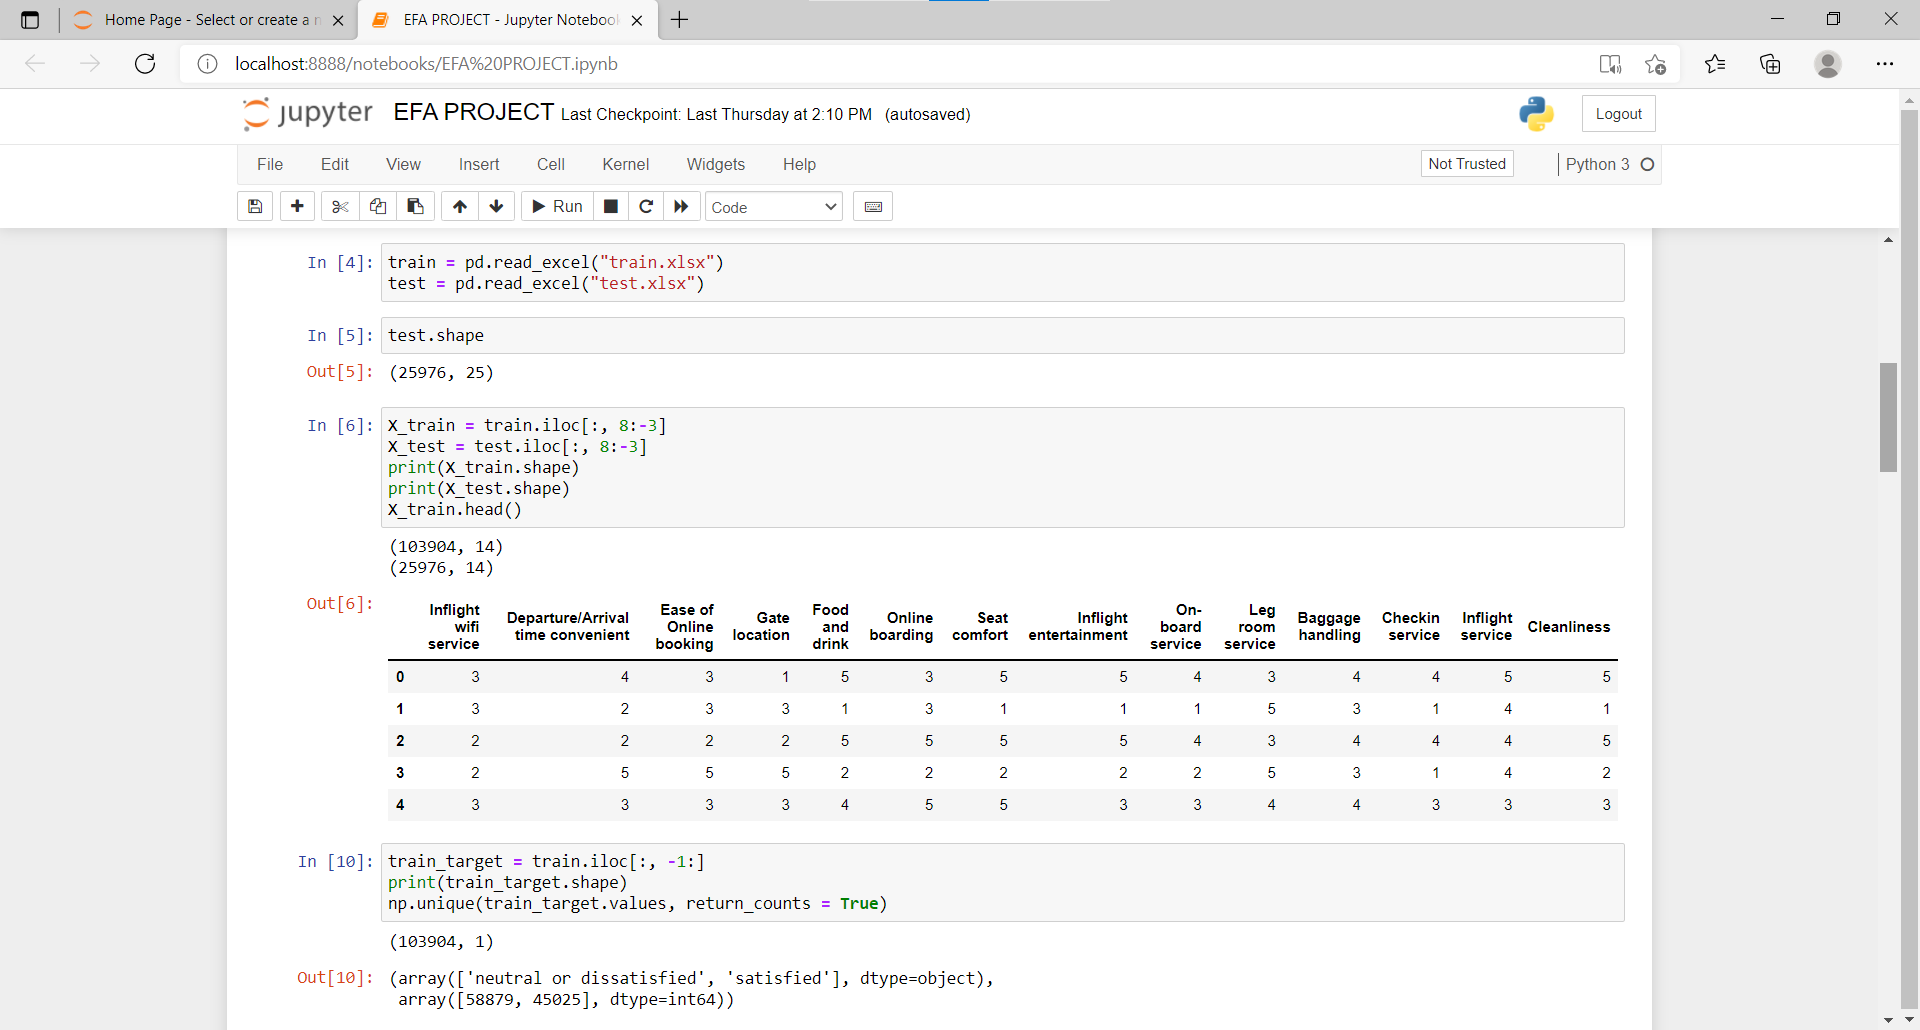 Home Page - Select or create a n
EFA PROJECT - Jupyter Notebook
localhost:8888/notebooks/EFA%20PROJECT.ipynb
jupyter EFA PROJECT Last Checkpoint: Last Thursday at 2:10 PM (autosaved)
Logout
File Edit View Insert Cell Kernel Widgets Help
Not Trusted
Python 3
Run
Code
In [4]: train = pd.read_excel("train.xlsx")
test = pd.read_excel("test.xlsx")
In [5]: test.shape
Out[5]: (25976, 25)
In [6]: X_train = train.iloc[:, 8:-3]
X_test = test.iloc[:, 8:-3]
print(X_train.shape)
print(X_test.shape)
X_train.head()
(103904, 14)
(25976, 14)
Out[6]:
Inflight wifi service Departure/Arrival time convenient Ease of Online booking Gate location Food and drink Online boarding Seat comfort Inflight entertainment On-board service Leg room service Baggage handling Checkin service Inflight service Cleanliness
0 3 4 3 1 5 3 5 5 4 3 4 4 5 5
1 3 2 3 3 1 3 1 1 1 5 3 1 4 1
2 2 2 2 2 5 5 5 5 4 3 4 4 4 5
3 2 5 5 5 2 2 2 2 2 5 3 1 4 2
4 3 3 3 3 4 5 5 3 3 4 4 3 3 3
In [10]: train_target = train.iloc[:, -1:]
print(train_target.shape)
np.unique(train_target.values, return_counts = True)
(103904, 1)
Out[10]: (array(['neutral or dissatisfied', 'satisfied'], dtype=object),
array([58879, 45025], dtype=int64))